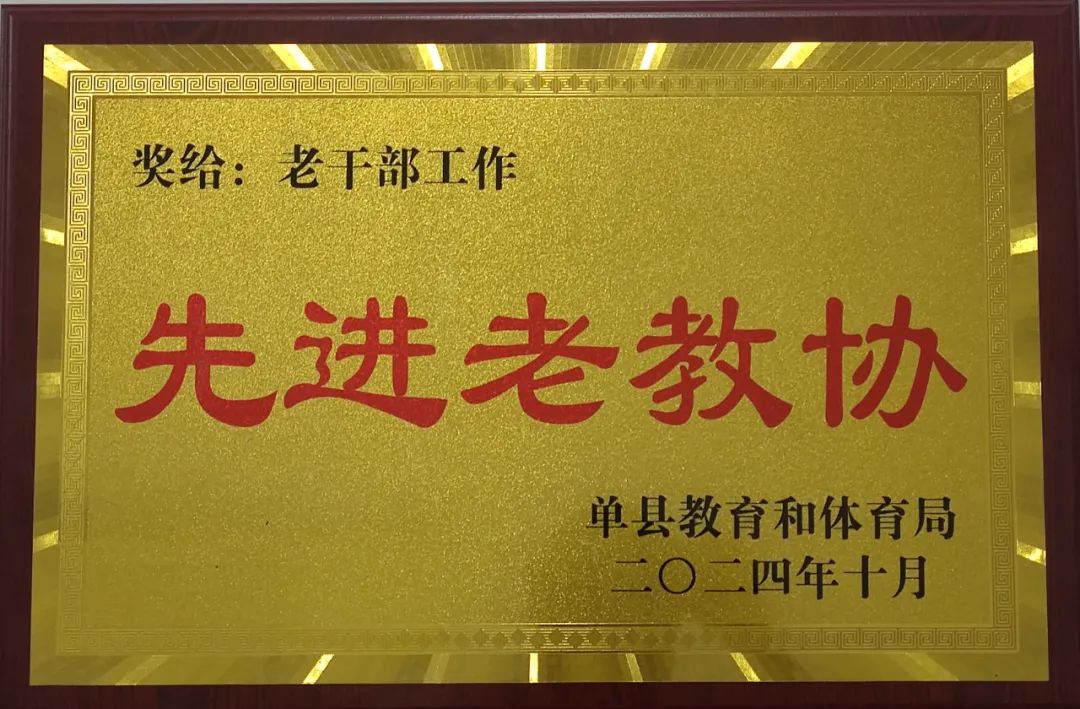 奖给：老干部工作
先进老教协
单县教育和体育局
二〇二四年十月